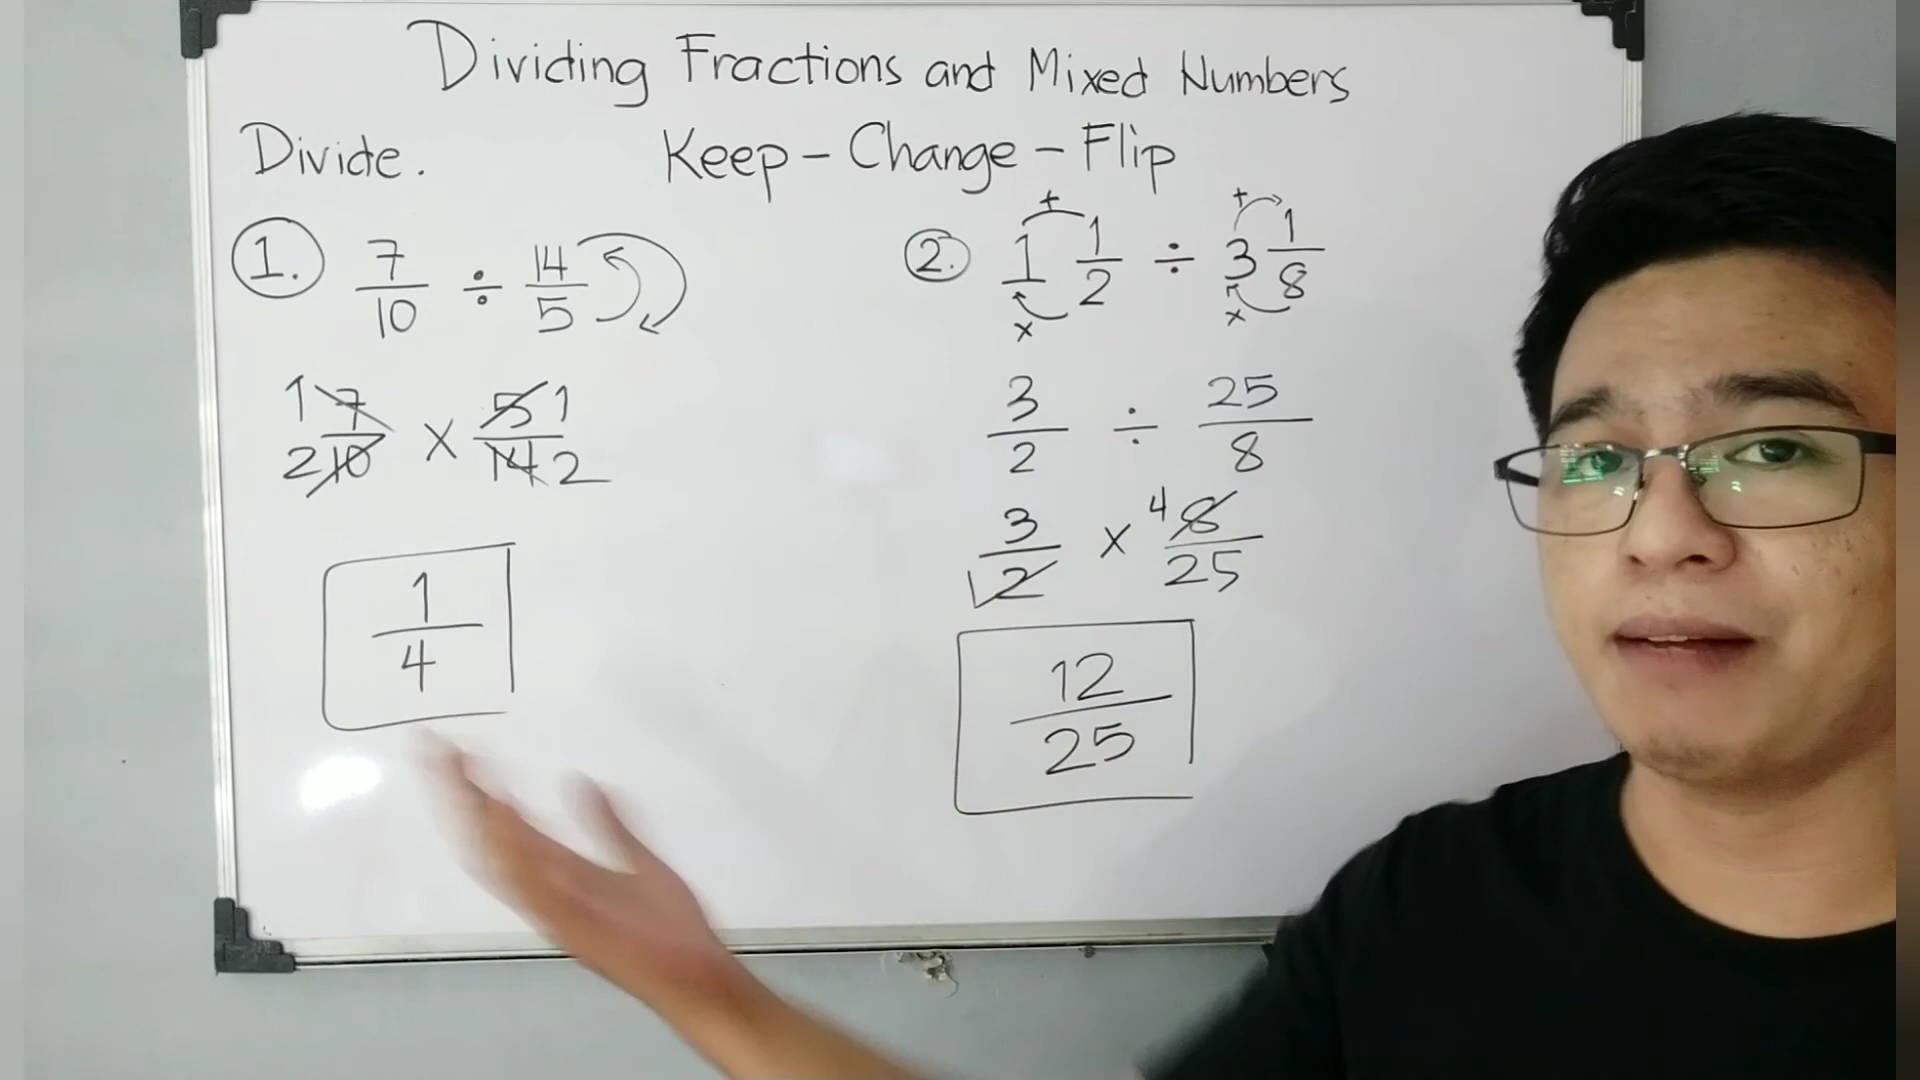 Dividing Fractions and Mixed Numbers
Divide. Keep - Change - Flip
1. 7/10 ÷ 14/5
1 7/2 10 x 5 1/14 2
1/4
2. 1 1/2 ÷ 3 1/8
+ +
x x
3/2 ÷ 25/8
3/1 2 x 4 8/25
12/25